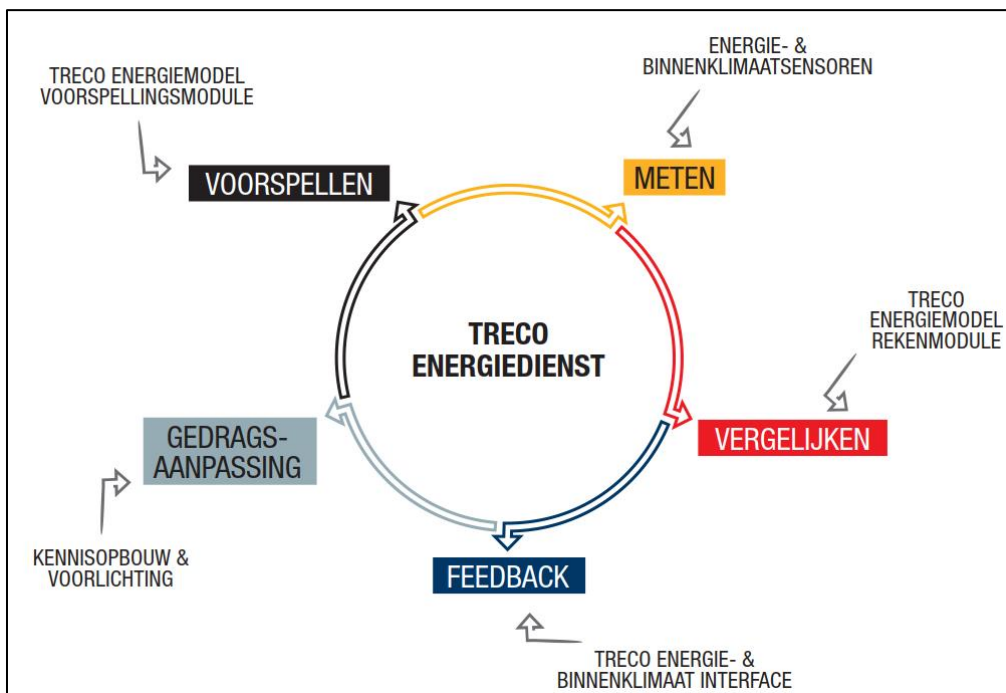 ENERGIE- &
BINNENKLIMAATSENSOREN
TRECO ENERGIEMODEL
VOORSPELLINGSMODULE
VOORSPELLEN
METEN
TRECO
ENERGIEDIENST
TRECO
ENERGIEMODEL
REKENMODULE
VERGELIJKEN
GEDRAGS-
AANPASSING
KENNISOPBOUW &
VOORLICHTING
FEEDBACK
TRECO ENERGIE- &
BINNENKLIMAAT INTERFACE